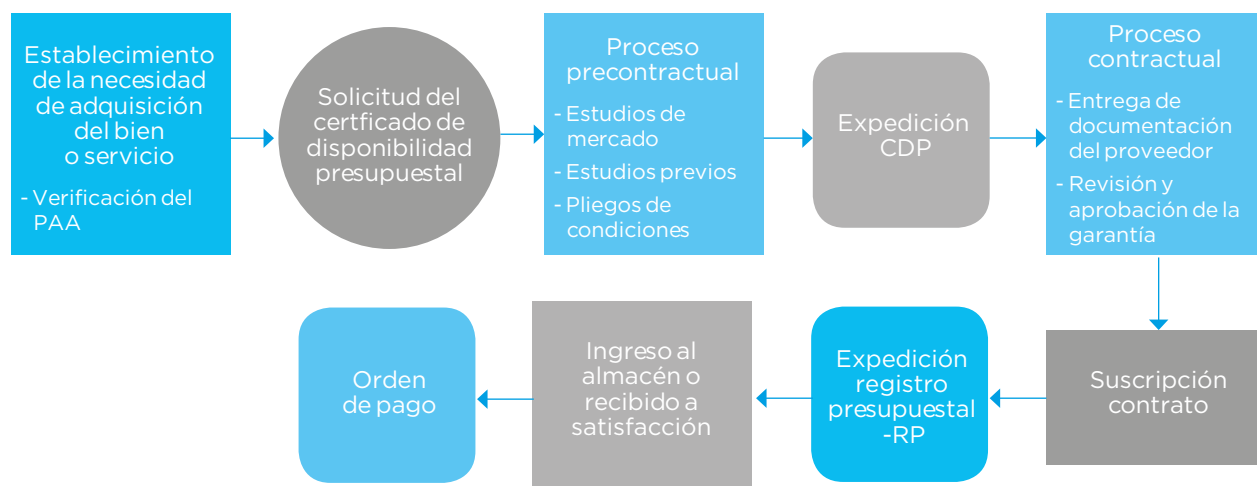 Establecimiento
de la necesidad
de adquisición
del bien
o servicio
- Verificación del
PAA
Solicitud del
certficado de
disponibilidad
presupuestal
Proceso
precontractual
- Estudios de
mercado
- Estudios previos
- Pliegos de
condiciones
Expedición
CDP
Proceso
contractual
- Entrega de
documentación
del proveedor
- Revisión y
aprobación de la
garantía
Suscripción
contrato
Expedición
registro
presupuestal
-RP
Ingreso al
almacén o
recibido a
satisfacción
Orden
de pago